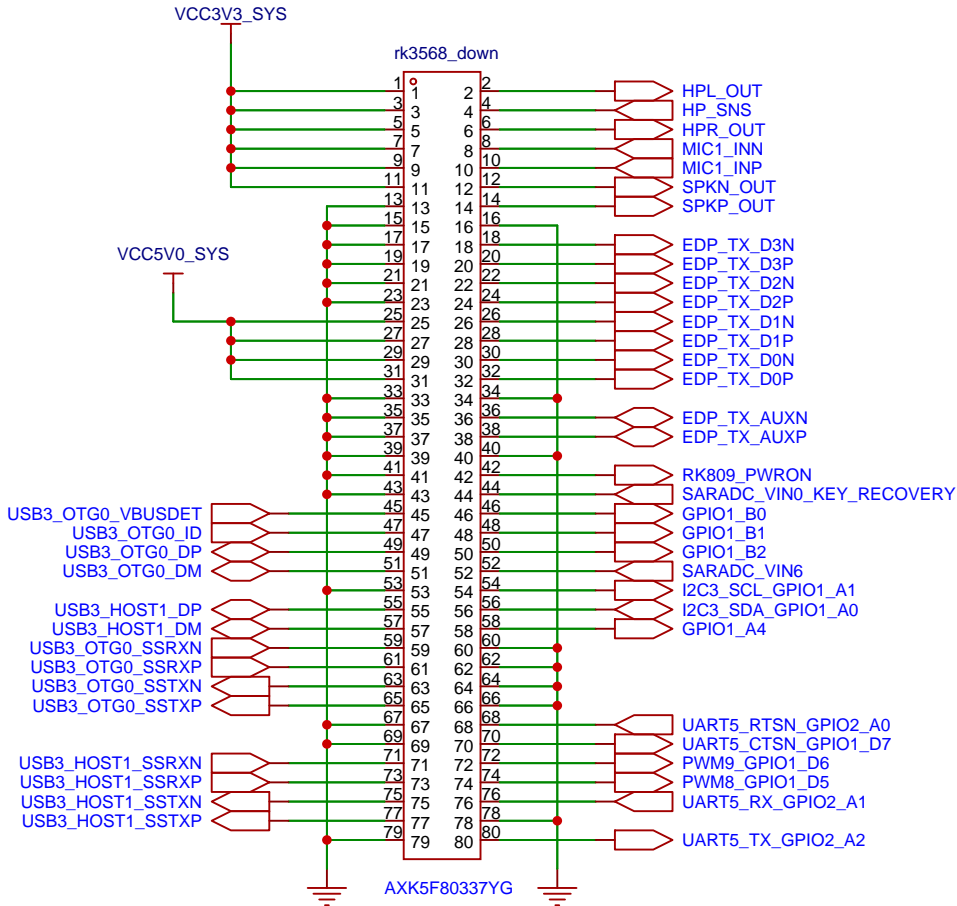 VCC3V3_SYS
rk3568_down
1 1 2 2 HPL_OUT
3 3 4 4 HP_SNS
5 5 6 6 HPR_OUT
7 7 8 8 MIC1_INN
9 9 10 10 MIC1_INP
11 11 12 12 SPKN_OUT
13 13 14 14 SPKP_OUT
15 15 16 16
17 17 18 18 EDP_TX_D3N
VCC5V0_SYS
19 19 20 20 EDP_TX_D3P
21 21 22 22 EDP_TX_D2N
23 23 24 24 EDP_TX_D2P
25 25 26 26 EDP_TX_D1N
27 27 28 28 EDP_TX_D1P
29 29 30 30 EDP_TX_D0N
31 31 32 32 EDP_TX_D0P
33 33 34 34
35 35 36 36 EDP_TX_AUXN
37 37 38 38 EDP_TX_AUXP
39 39 40 40
41 41 42 42 RK809_PWRON
43 43 44 44 SARADC_VIN0_KEY_RECOVERY
USB3_OTG0_VBUSDET 45 45 46 46 GPIO1_B0
USB3_OTG0_ID 47 47 48 48 GPIO1_B1
USB3_OTG0_DP 49 49 50 50 GPIO1_B2
USB3_OTG0_DM 51 51 52 52 SARADC_VIN6
53 53 54 54 I2C3_SCL_GPIO1_A1
USB3_HOST1_DP 55 55 56 56 I2C3_SDA_GPIO1_A0
USB3_HOST1_DM 57 57 58 58 GPIO1_A4
USB3_OTG0_SSRXN 59 59 60 60
USB3_OTG0_SSRXP 61 61 62 62
USB3_OTG0_SSTXN 63 63 64 64
USB3_OTG0_SSTXP 65 65 66 66
67 67 68 68 UART5_RTSN_GPIO2_A0
69 69 70 70 UART5_CTSN_GPIO1_D7
USB3_HOST1_SSRXN 71 71 72 72 PWM9_GPIO1_D6
USB3_HOST1_SSRXP 73 73 74 74 PWM8_GPIO1_D5
USB3_HOST1_SSTXN 75 75 76 76 UART5_RX_GPIO2_A1
USB3_HOST1_SSTXP 77 77 78 78
79 79 80 80 UART5_TX_GPIO2_A2
AXK5F80337YG